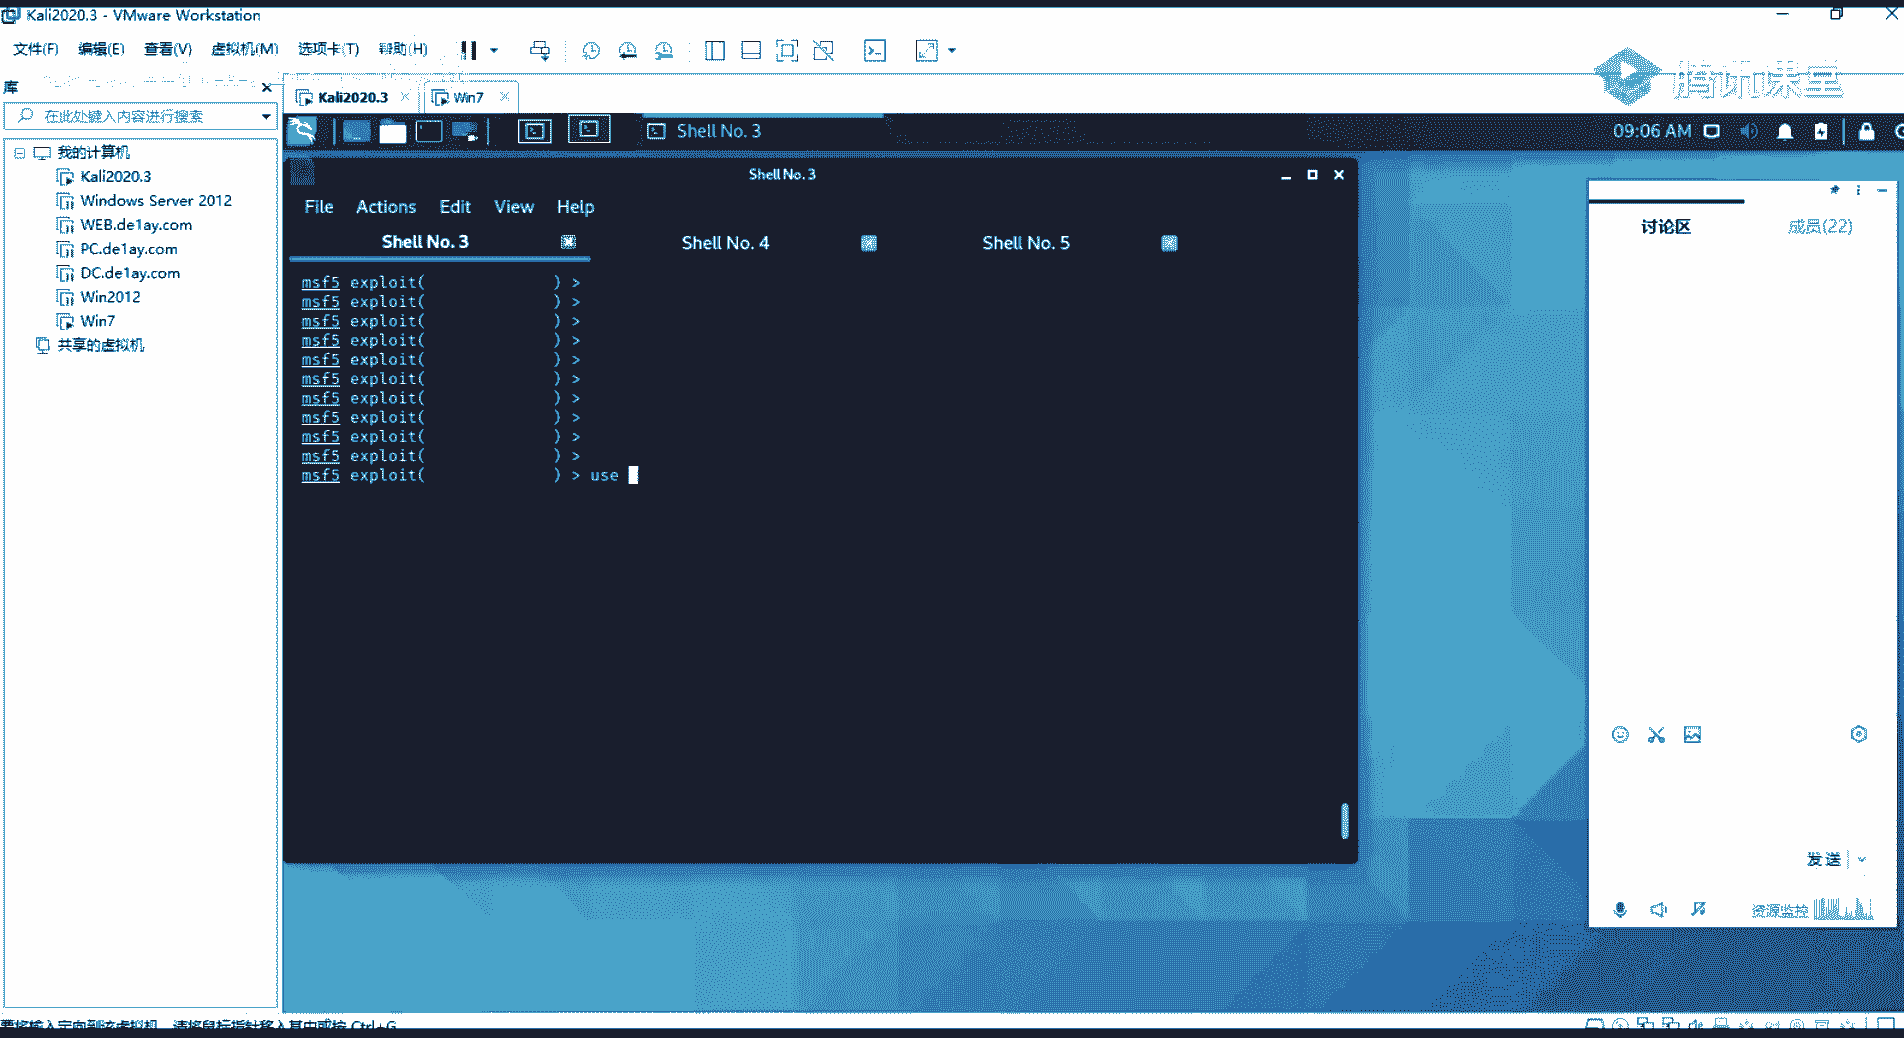 Kali2020.3 - VMware Workstation
文件(F) 编辑(E) 查看(V) 虚拟机(M) 选项卡(T) 帮助(H)
腾讯课堂
库
Kali2020.3
Win7
在此处键入内容进行搜索
Shell No. 3
09:06 AM
我的计算机
Kali2020.3
Windows Server 2012
WEB.de1ay.com
PC.de1ay.com
DC.de1ay.com
Win2012
Win7
共享的虚拟机
Shell No. 3
File Actions Edit View Help
Shell No. 3 Shell No. 4 Shell No. 5
msf5 exploit( ) >
msf5 exploit( ) >
msf5 exploit( ) >
msf5 exploit( ) >
msf5 exploit( ) >
msf5 exploit( ) >
msf5 exploit( ) >
msf5 exploit( ) >
msf5 exploit( ) >
msf5 exploit( ) >
msf5 exploit( ) > use
讨论区 成员(22)
发送
资源监控
要将输入定向到该虚拟机，请将鼠标指针移入其中或按 Ctrl+G